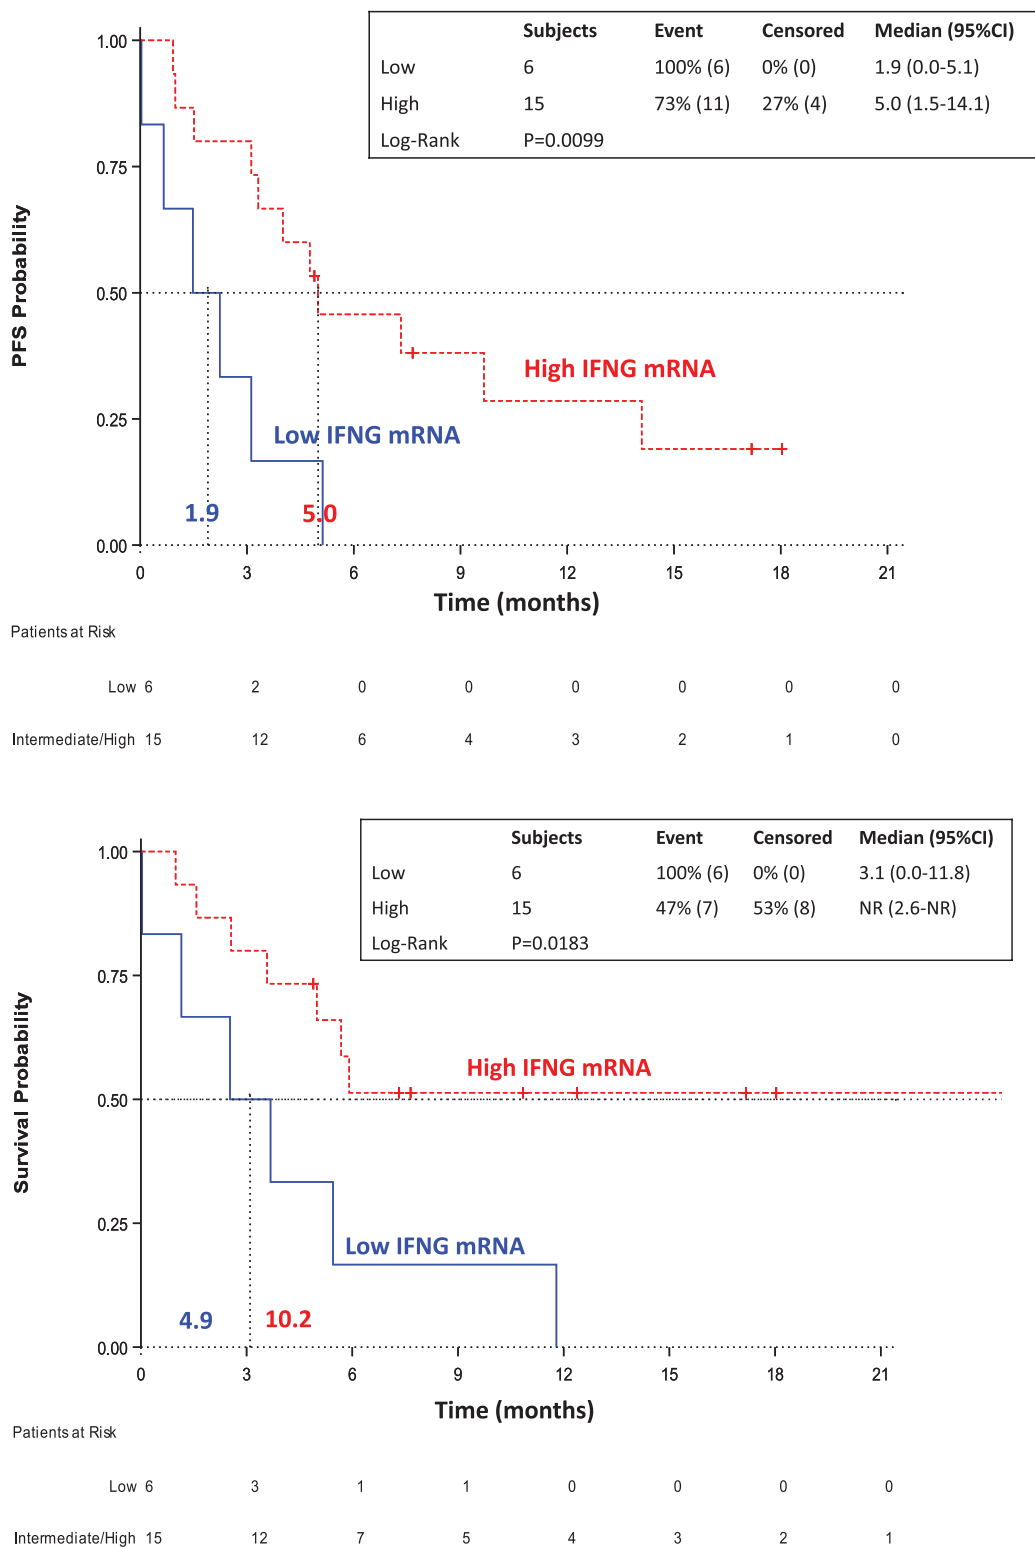 Subjects Event Censored Median (95%CI)
Low 6 100% (6) 0% (0) 1.9 (0.0-5.1)
High 15 73% (11) 27% (4) 5.0 (1.5-14.1)
Log-Rank P=0.0099
1.00
0.75
0.50
0.25
0.00
PFS Probability
High IFNG mRNA
Low IFNG mRNA
1.9
5.0
0 3 6 9 12 15 18 21
Time (months)
Patients at Risk
Low 6 2 0 0 0 0 0 0
Intermediate/High 15 12 6 4 3 2 1 0
Subjects Event Censored Median (95%CI)
Low 6 100% (6) 0% (0) 3.1 (0.0-11.8)
High 15 47% (7) 53% (8) NR (2.6-NR)
Log-Rank P=0.0183
1.00
0.75
0.50
0.25
0.00
Survival Probability
High IFNG mRNA
Low IFNG mRNA
4.9
10.2
0 3 6 9 12 15 18 21
Time (months)
Patients at Risk
Low 6 3 1 1 0 0 0 0
Intermediate/High 15 12 7 5 4 3 2 1